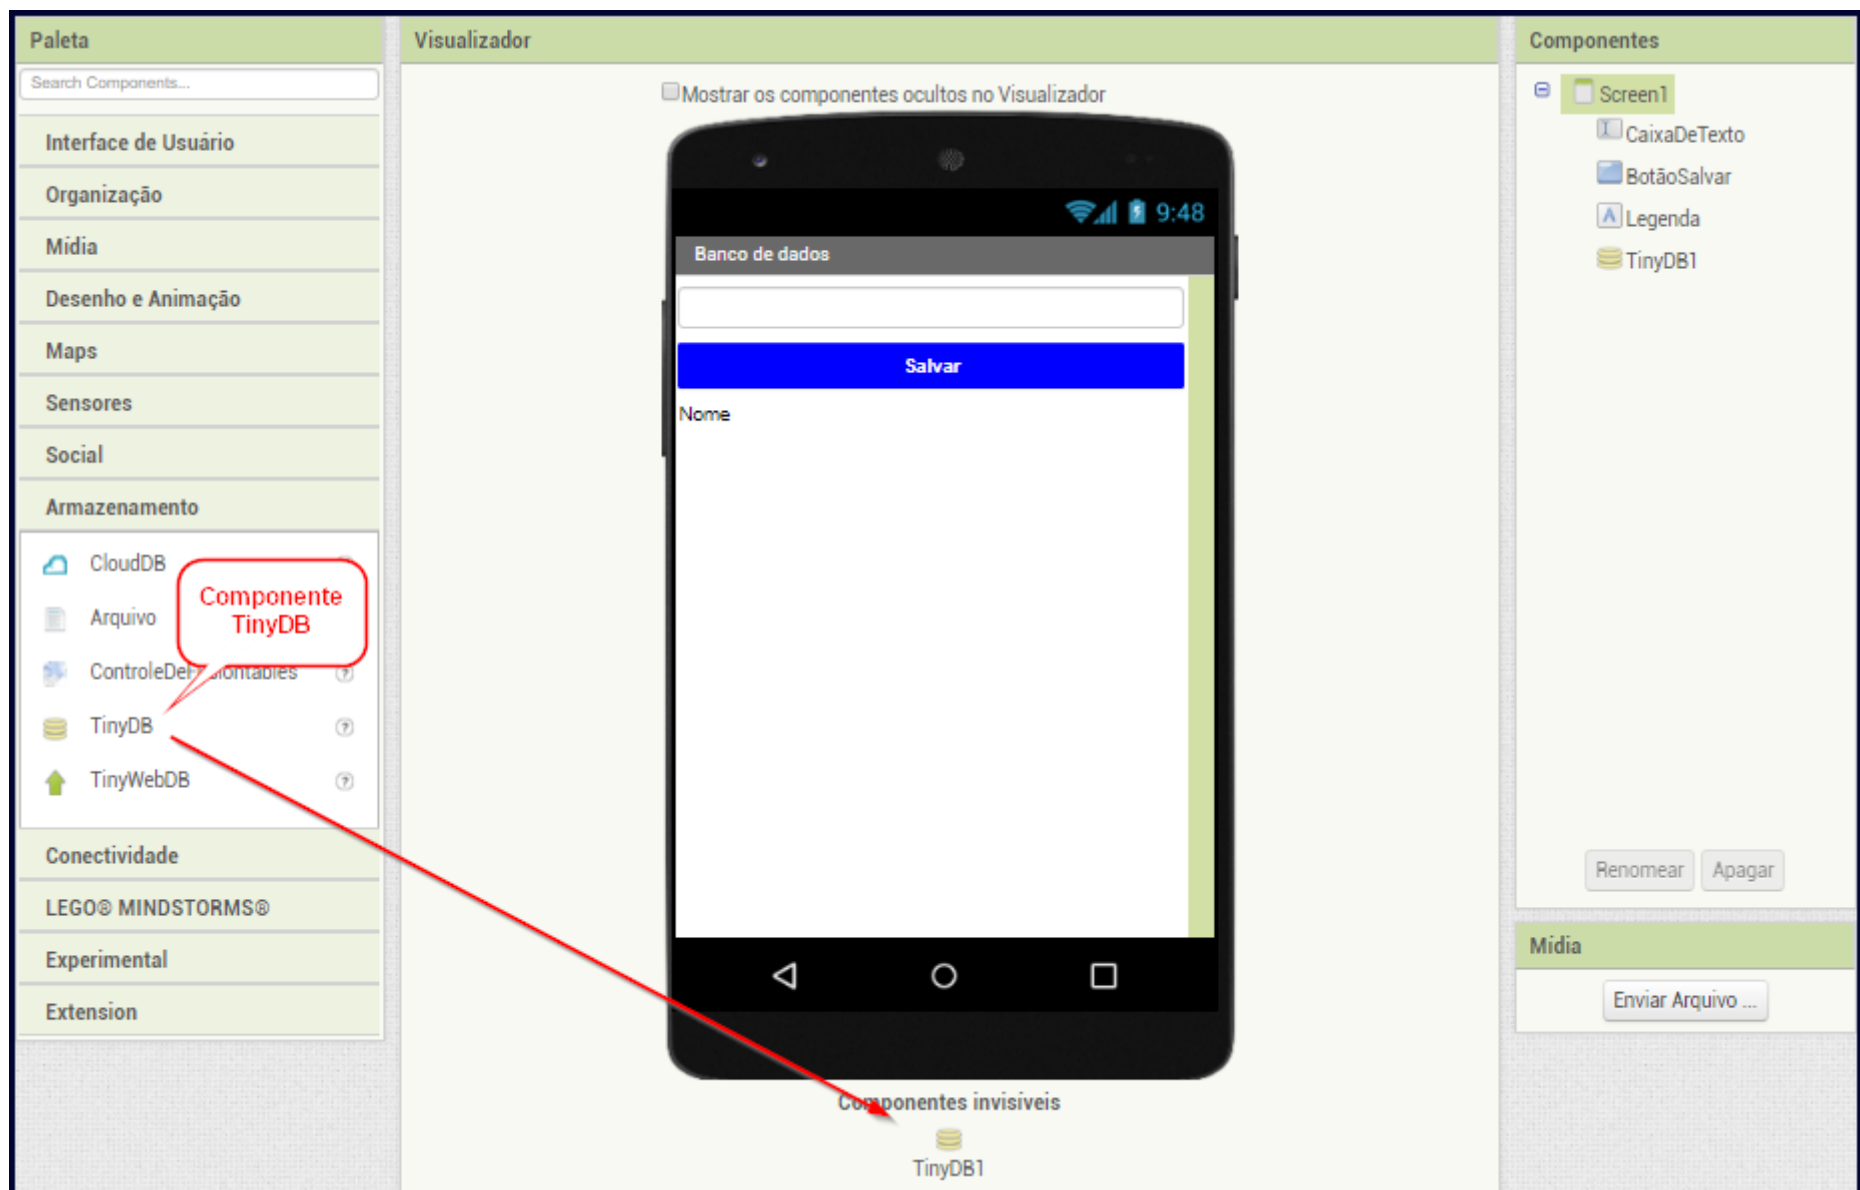 Paleta
Search Components...
Interface de Usuário
Organização
Mídia
Desenho e Animação
Maps
Sensores
Social
Armazenamento
CloudDB
Arquivo
TinyDB
TinyWebDB
Componente
TinyDB
Conectividade
LEGO® MINDSTORMS®
Experimental
Extension
Visualizador
Mostrar os componentes ocultos no Visualizador
9:48
Banco de dados
Salvar
Nome
Componentes invisíveis
TinyDB1
Componentes
Screen1
CaixaDeTexto
BotãoSalvar
Legenda
TinyDB1
Renomear Apagar
Mídia
Enviar Arquivo ...